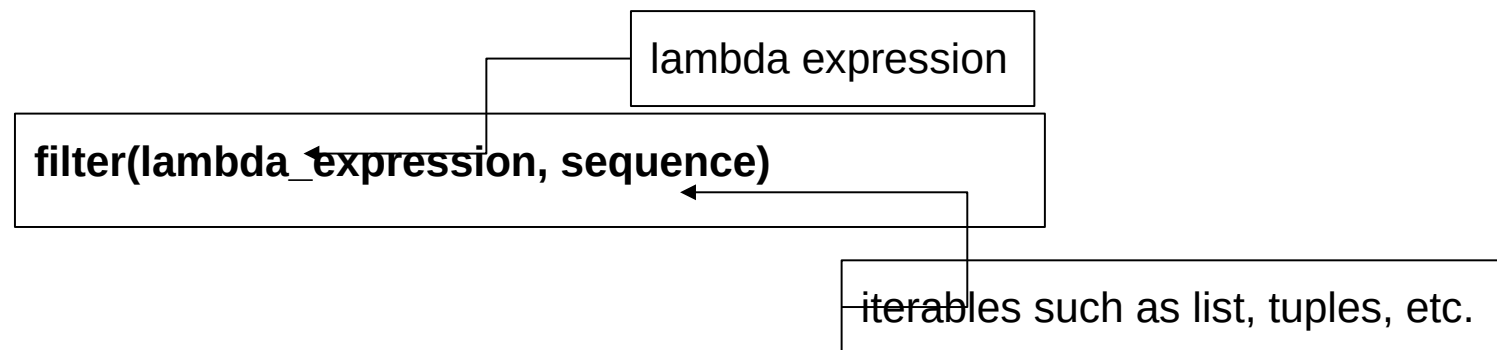 lambda expression
filter(lambda_expression, sequence)
iterables such as list, tuples, etc.